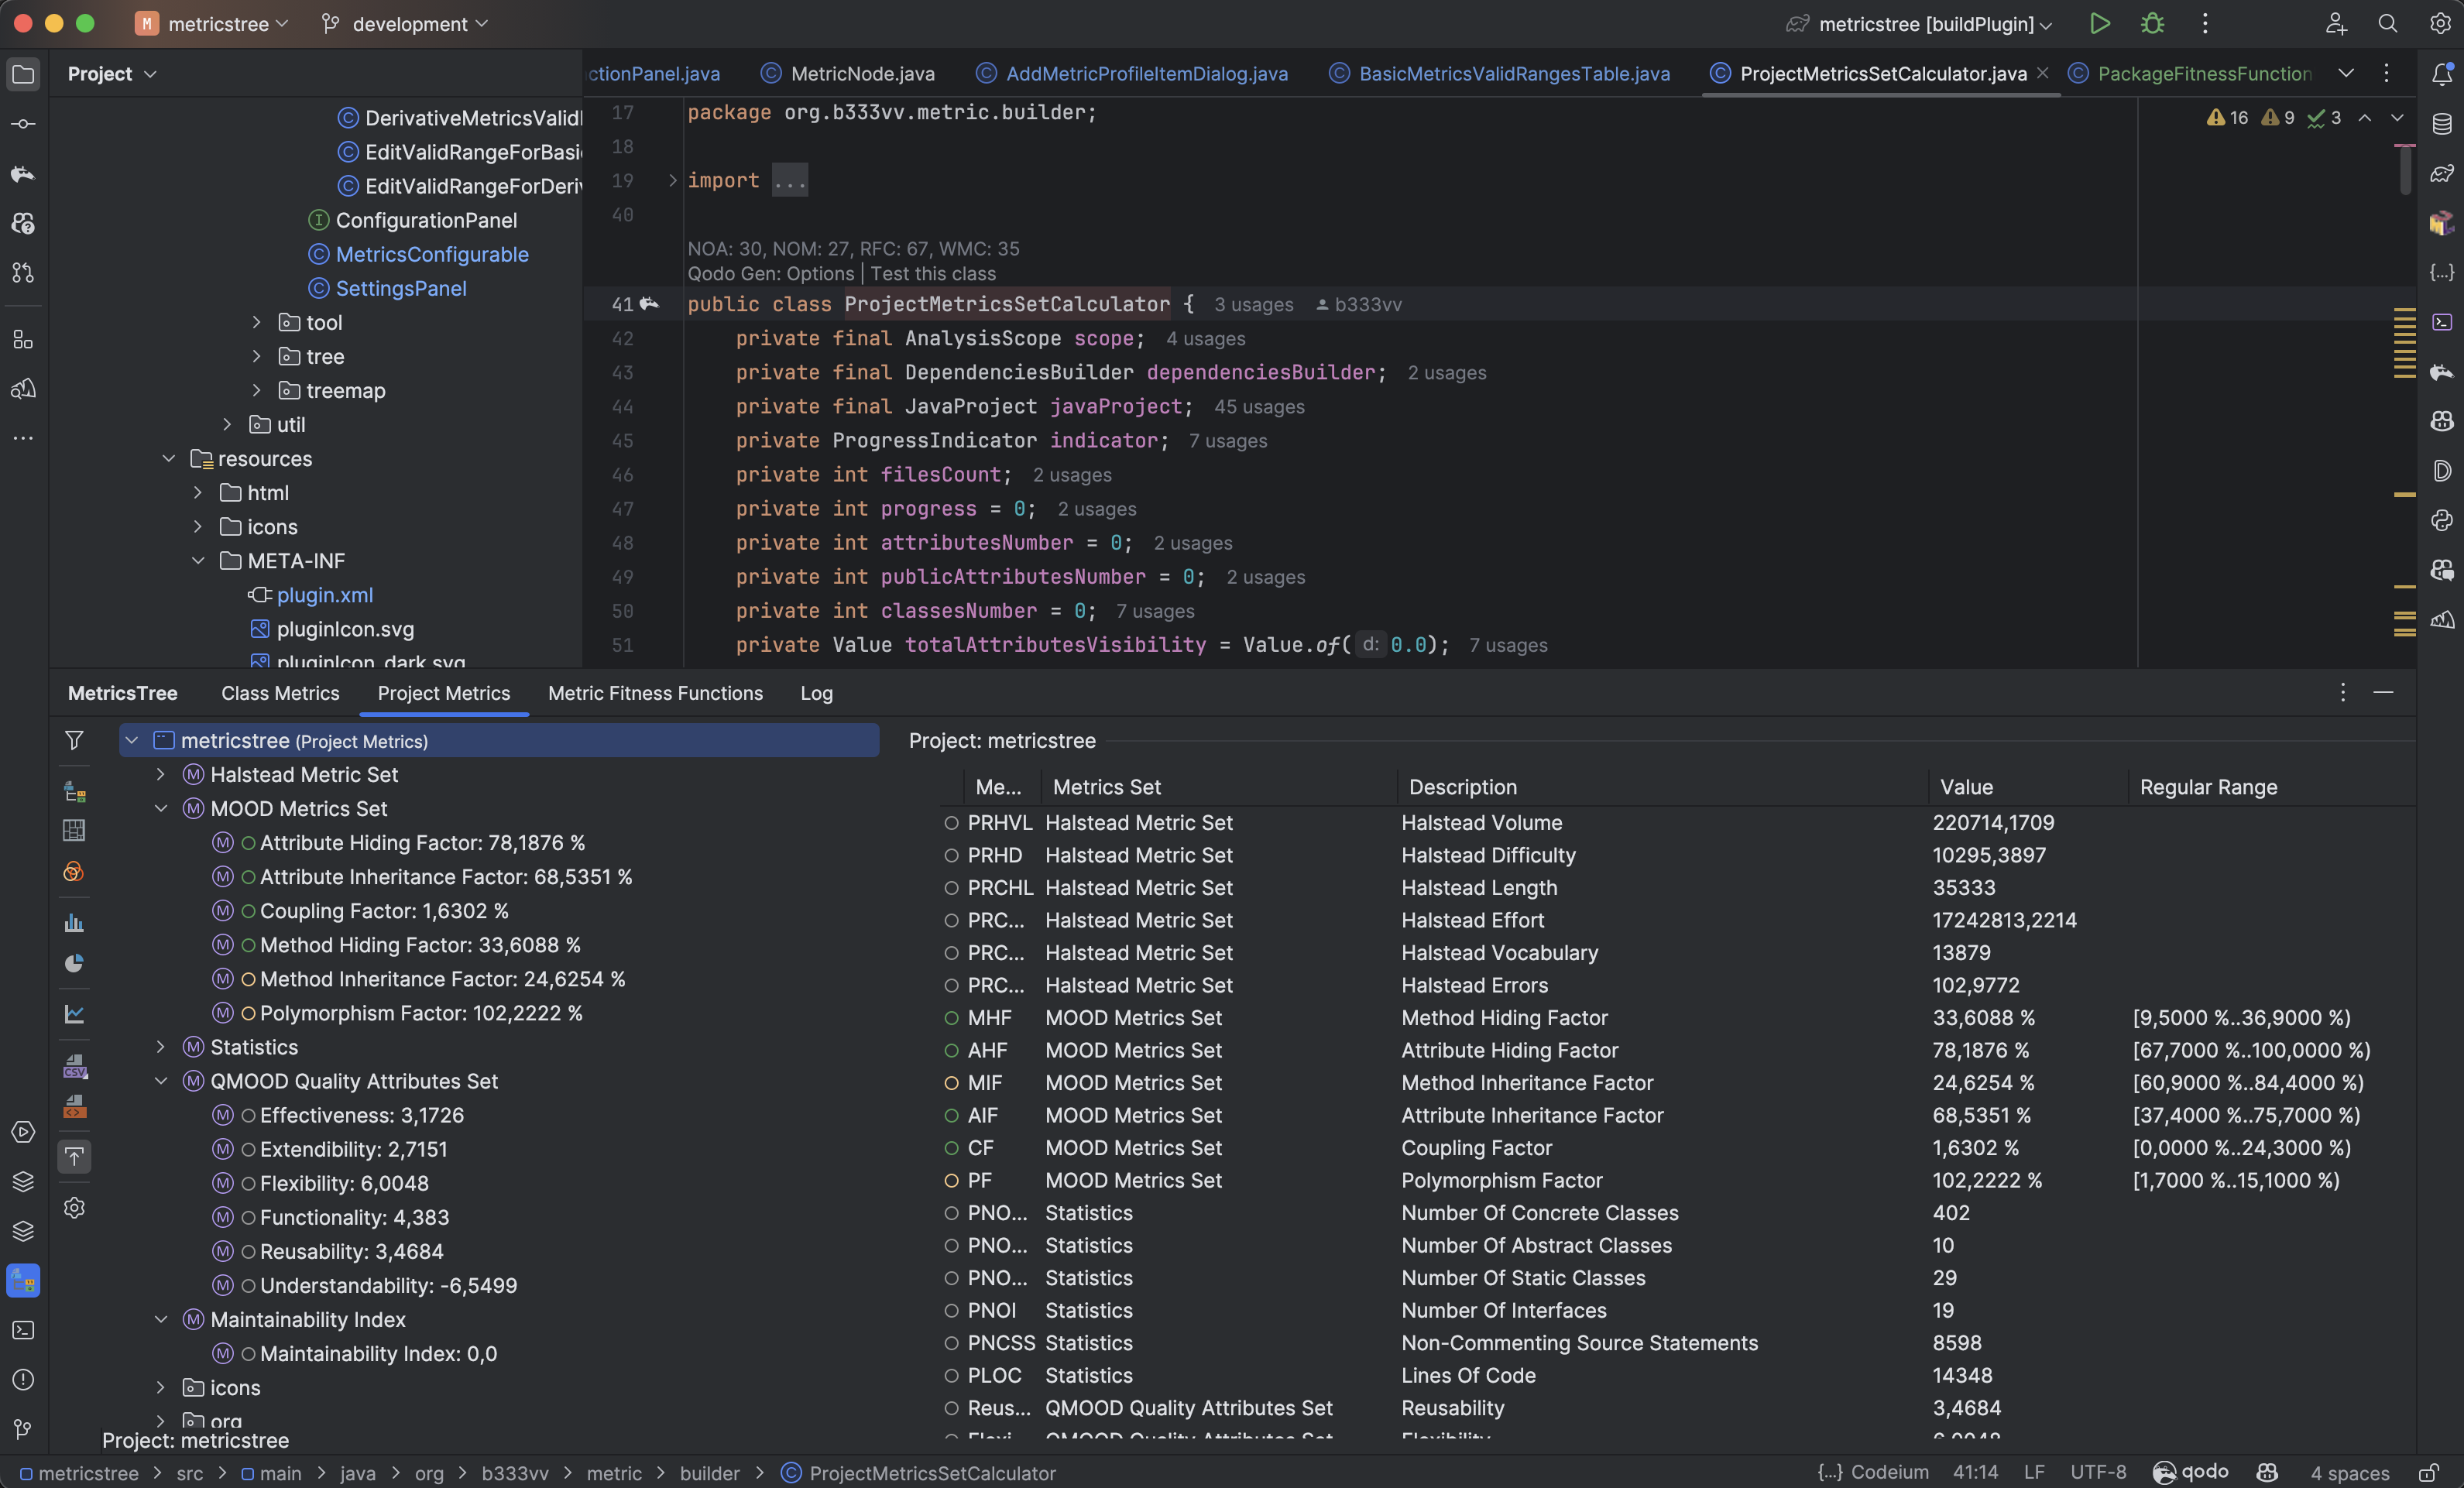 M metricstree development metricstree [buildPlugin]
Project
DerivativeMetricsValidl
EditValidRangeForBasi
EditValidRangeForDeriv
ConfigurationPanel
MetricsConfigurable
SettingsPanel
tool
tree
treemap
util
resources
html
icons
META-INF
plugin.xml
pluginIcon.svg
pluginIcon_dark.svg
ctionPanel.java MetricNode.java AddMetricProfileItemDialog.java BasicMetricsValidRangesTable.java ProjectMetricsSetCalculator.java PackageFitnessFunction
16 9 3
17 package org.b333vv.metric.builder;
18
19 import ...
40
NOA: 30, NOM: 27, RFC: 67, WMC: 35
Qodo Gen: Options | Test this class
41 public class ProjectMetricsSetCalculator { 3 usages b333vv
42 private final AnalysisScope scope; 4 usages
43 private final DependenciesBuilder dependenciesBuilder; 2 usages
44 private final JavaProject javaProject; 45 usages
45 private ProgressIndicator indicator; 7 usages
46 private int filesCount; 2 usages
47 private int progress = 0; 2 usages
48 private int attributesNumber = 0; 2 usages
49 private int publicAttributesNumber = 0; 2 usages
50 private int classesNumber = 0; 7 usages
51 private Value totalAttributesVisibility = Value.of( d: 0.0); 7 usages
MetricsTree Class Metrics Project Metrics Metric Fitness Functions Log
metricstree (Project Metrics)
Halstead Metric Set
MOOD Metrics Set
Attribute Hiding Factor: 78,1876 %
Attribute Inheritance Factor: 68,5351 %
Coupling Factor: 1,6302 %
Method Hiding Factor: 33,6088 %
Method Inheritance Factor: 24,6254 %
Polymorphism Factor: 102,2222 %
Statistics
QMOOD Quality Attributes Set
Effectiveness: 3,1726
Extendibility: 2,7151
Flexibility: 6,0048
Functionality: 4,383
Reusability: 3,4684
Understandability: -6,5499
Maintainability Index
Maintainability Index: 0,0
icons
org
Project: metricstree
CSV
Project: metricstree
Me... Metrics Set Description Value Regular Range
PRHVL Halstead Metric Set Halstead Volume 220714,1709
PRHD Halstead Metric Set Halstead Difficulty 10295,3897
PRCHL Halstead Metric Set Halstead Length 35333
PRC... Halstead Metric Set Halstead Effort 17242813,2214
PRC... Halstead Metric Set Halstead Vocabulary 13879
PRC... Halstead Metric Set Halstead Errors 102,9772
MHF MOOD Metrics Set Method Hiding Factor 33,6088 % [9,5000 %..36,9000 %)
AHF MOOD Metrics Set Attribute Hiding Factor 78,1876 % [67,7000 %..100,0000 %)
MIF MOOD Metrics Set Method Inheritance Factor 24,6254 % [60,9000 %..84,4000 %)
AIF MOOD Metrics Set Attribute Inheritance Factor 68,5351 % [37,4000 %..75,7000 %)
CF MOOD Metrics Set Coupling Factor 1,6302 % [0,0000 %..24,3000 %)
PF MOOD Metrics Set Polymorphism Factor 102,2222 % [1,7000 %..15,1000 %)
PNO... Statistics Number Of Concrete Classes 402
PNO... Statistics Number Of Abstract Classes 10
PNO... Statistics Number Of Static Classes 29
PNOI Statistics Number Of Interfaces 19
PNCSS Statistics Non-Commenting Source Statements 8598
PLOC Statistics Lines Of Code 14348
Reus... QMOOD Quality Attributes Set Reusability 3,4684
Flexi... QMOOD Quality Attributes Set Flexibility 6,0048
metricstree > src > main > java > org > b333vv > metric > builder > ProjectMetricsSetCalculator {...} Codeium 41:14 LF UTF-8 qodo 4 spaces